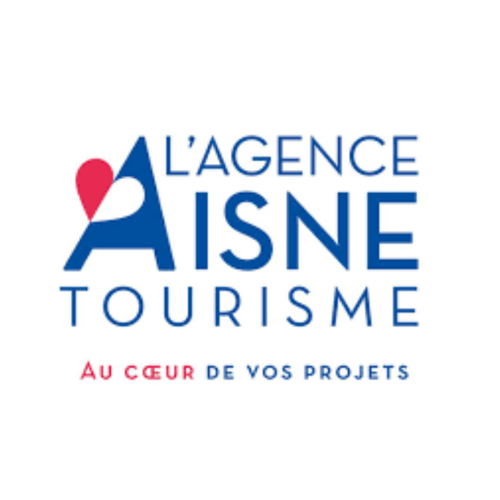 L'AGENCE
AISNE
TOURISME
AU CŒUR DE VOS PROJETS